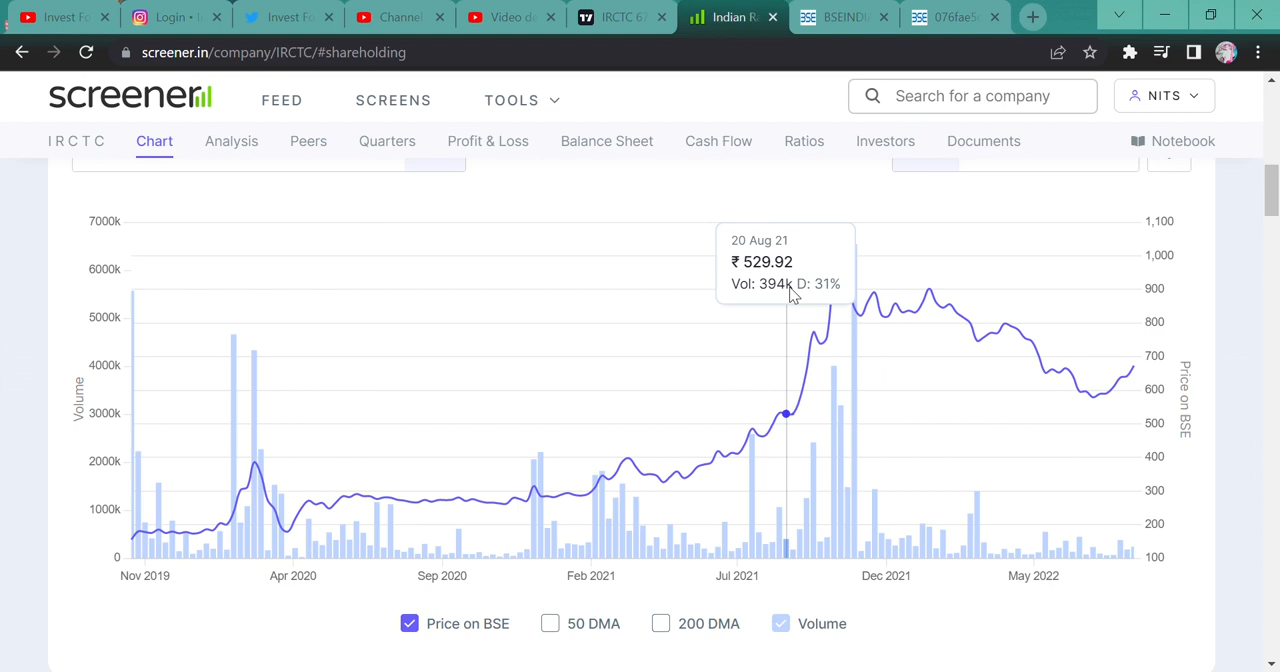 Invest Fo
Login • I
Invest Fo
Channel
Video de
IRCTC 67
Indian Ra
BSEINDIA
076fae5
screener.in/company/IRCTC/#shareholding
screener
FEED
SCREENS
TOOLS
Search for a company
NITS
I R C T C
Chart
Analysis
Peers
Quarters
Profit & Loss
Balance Sheet
Cash Flow
Ratios
Investors
Documents
Notebook
7000k
6000k
5000k
4000k
3000k
2000k
1000k
0
Volume
20 Aug 21
₹ 529.92
Vol: 394k D: 31%
1,100
1,000
900
800
700
600
500
400
300
200
100
Price on BSE
Nov 2019
Apr 2020
Sep 2020
Feb 2021
Jul 2021
Dec 2021
May 2022
Price on BSE
50 DMA
200 DMA
Volume